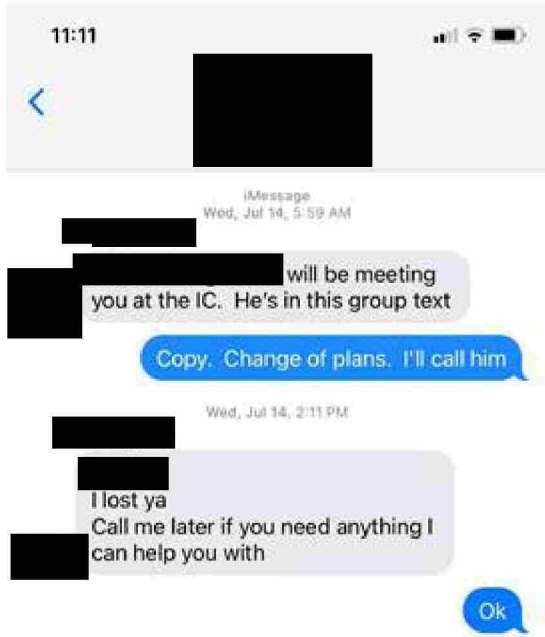 11:11
iMessage
Wed, Jul 14, 5:59 AM
will be meeting
you at the IC.  He's in this group text
Copy.  Change of plans.  I'll call him
Wed, Jul 14, 2:11 PM
I lost ya
Call me later if you need anything I
can help you with
Ok